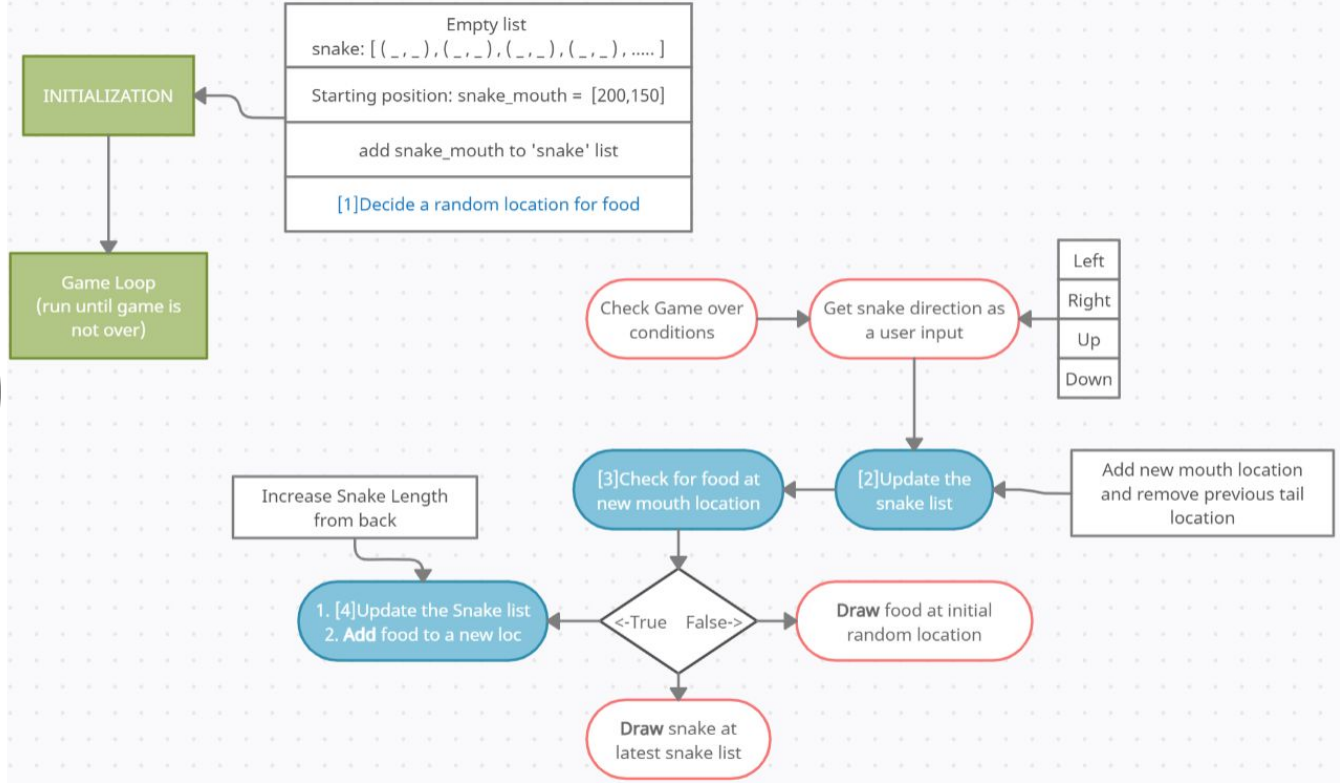 Empty list
snake: [ ( _ , _ ) , ( _ , _ ) , ( _ , _ ) , ( _ , _ ) , ..... ]
Starting position: snake_mouth = [200,150]
add snake_mouth to 'snake' list
[1]Decide a random location for food
INITIALIZATION
Game Loop
(run until game is
not over)
Check Game over
conditions
Get snake direction as
a user input
Left
Right
Up
Down
[3]Check for food at
new mouth location
[2]Update the
snake list
Add new mouth location
and remove previous tail
location
Increase Snake Length
from back
1. [4]Update the Snake list
2. Add food to a new loc
<-True False->
Draw food at initial
random location
Draw snake at
latest snake list